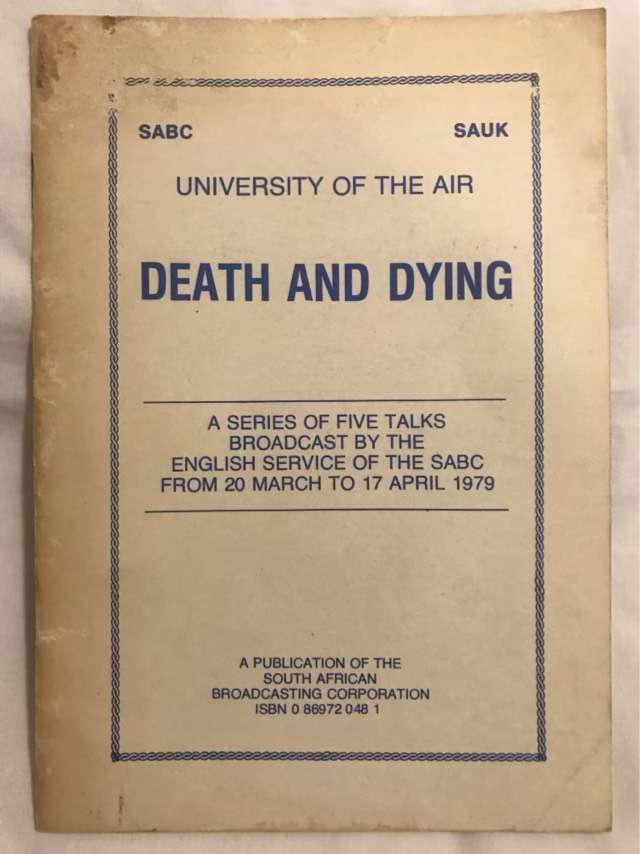 SABC SAUK
UNIVERSITY OF THE AIR
DEATH AND DYING
A SERIES OF FIVE TALKS
BROADCAST BY THE
ENGLISH SERVICE OF THE SABC
FROM 20 MARCH TO 17 APRIL 1979
A PUBLICATION OF THE
SOUTH AFRICAN
BROADCASTING CORPORATION
ISBN 0 86972 048 1